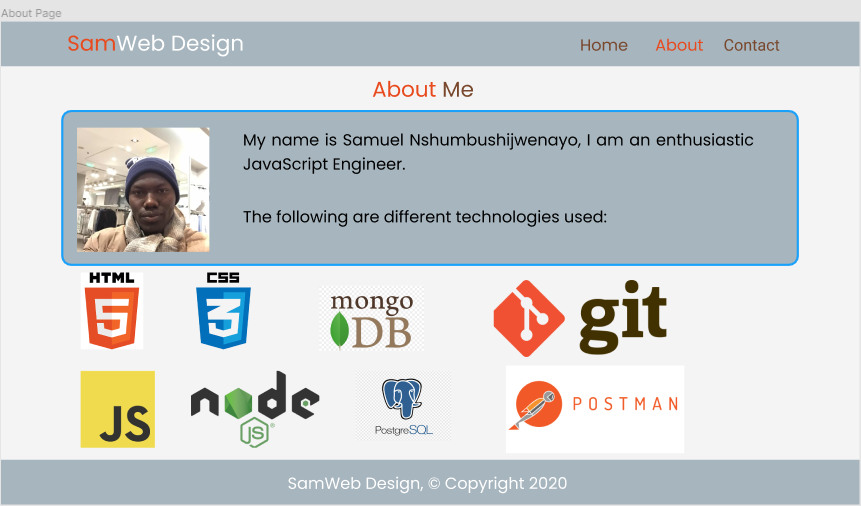 About Page
SamWeb Design
Home About Contact
About Me
My name is Samuel Nshumbushijwenayo, I am an enthusiastic
JavaScript Engineer.
The following are different technologies used:
HTML
5
CSS
3
mongo
DB
git
JS
node
JS
®
PostgreSQL
POSTMAN
SamWeb Design, © Copyright 2020